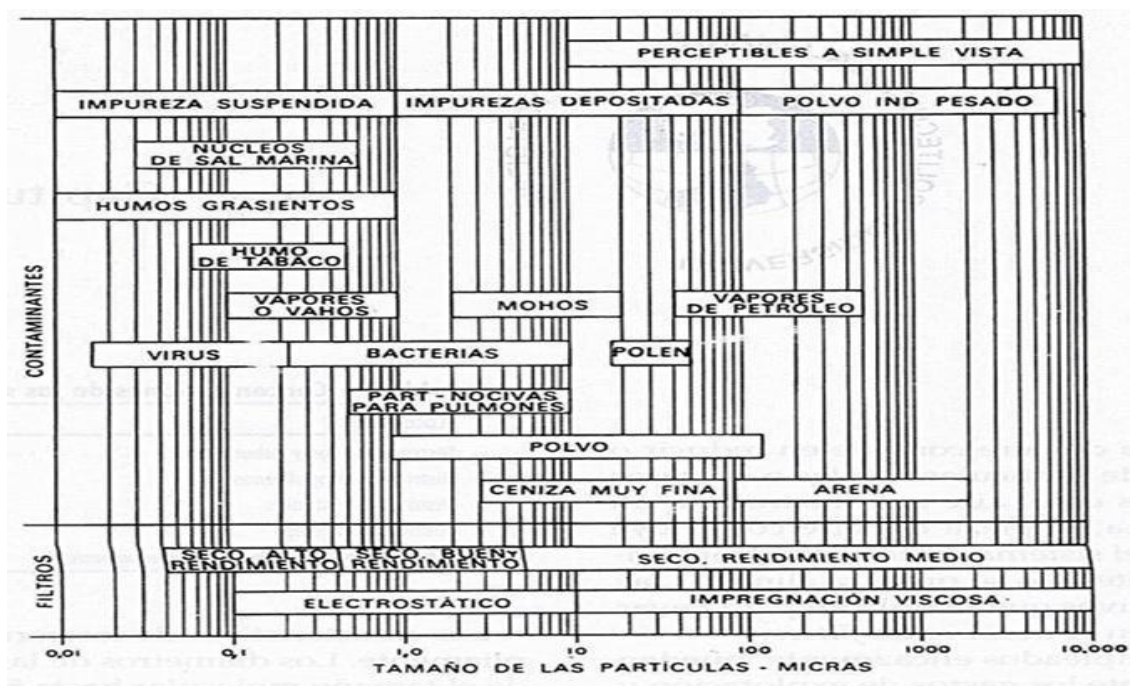 PERCEPTIBLES A SIMPLE VISTA
IMPUREZA SUSPENDIDA
IMPUREZAS DEPOSITADAS
POLVO IND PESADO
NUCLEOS
DE SAL MARINA
HUMOS GRASIENTOS
HUMO
DE TABACO
VAPORES
O VAHOS
MOHOS
VAPORES
DE PETRÓLEO
VIRUS
BACTERIAS
POLEN
PART-NOCIVAS
PARA PULMONES
POLVO
CENIZA MUY FINA
ARENA
CONTAMINANTES
FILTROS
SECO, ALTO
RENDIMIENTO
SECO, BUEN
RENDIMIENTO
SECO, RENDIMIENTO MEDIO
ELECTROSTÁTICO
IMPREGNACIÓN VISCOSA
0,01 0,1 1,0 10 100 1000 10.000
TAMAÑO DE LAS PARTICULAS - MICRAS